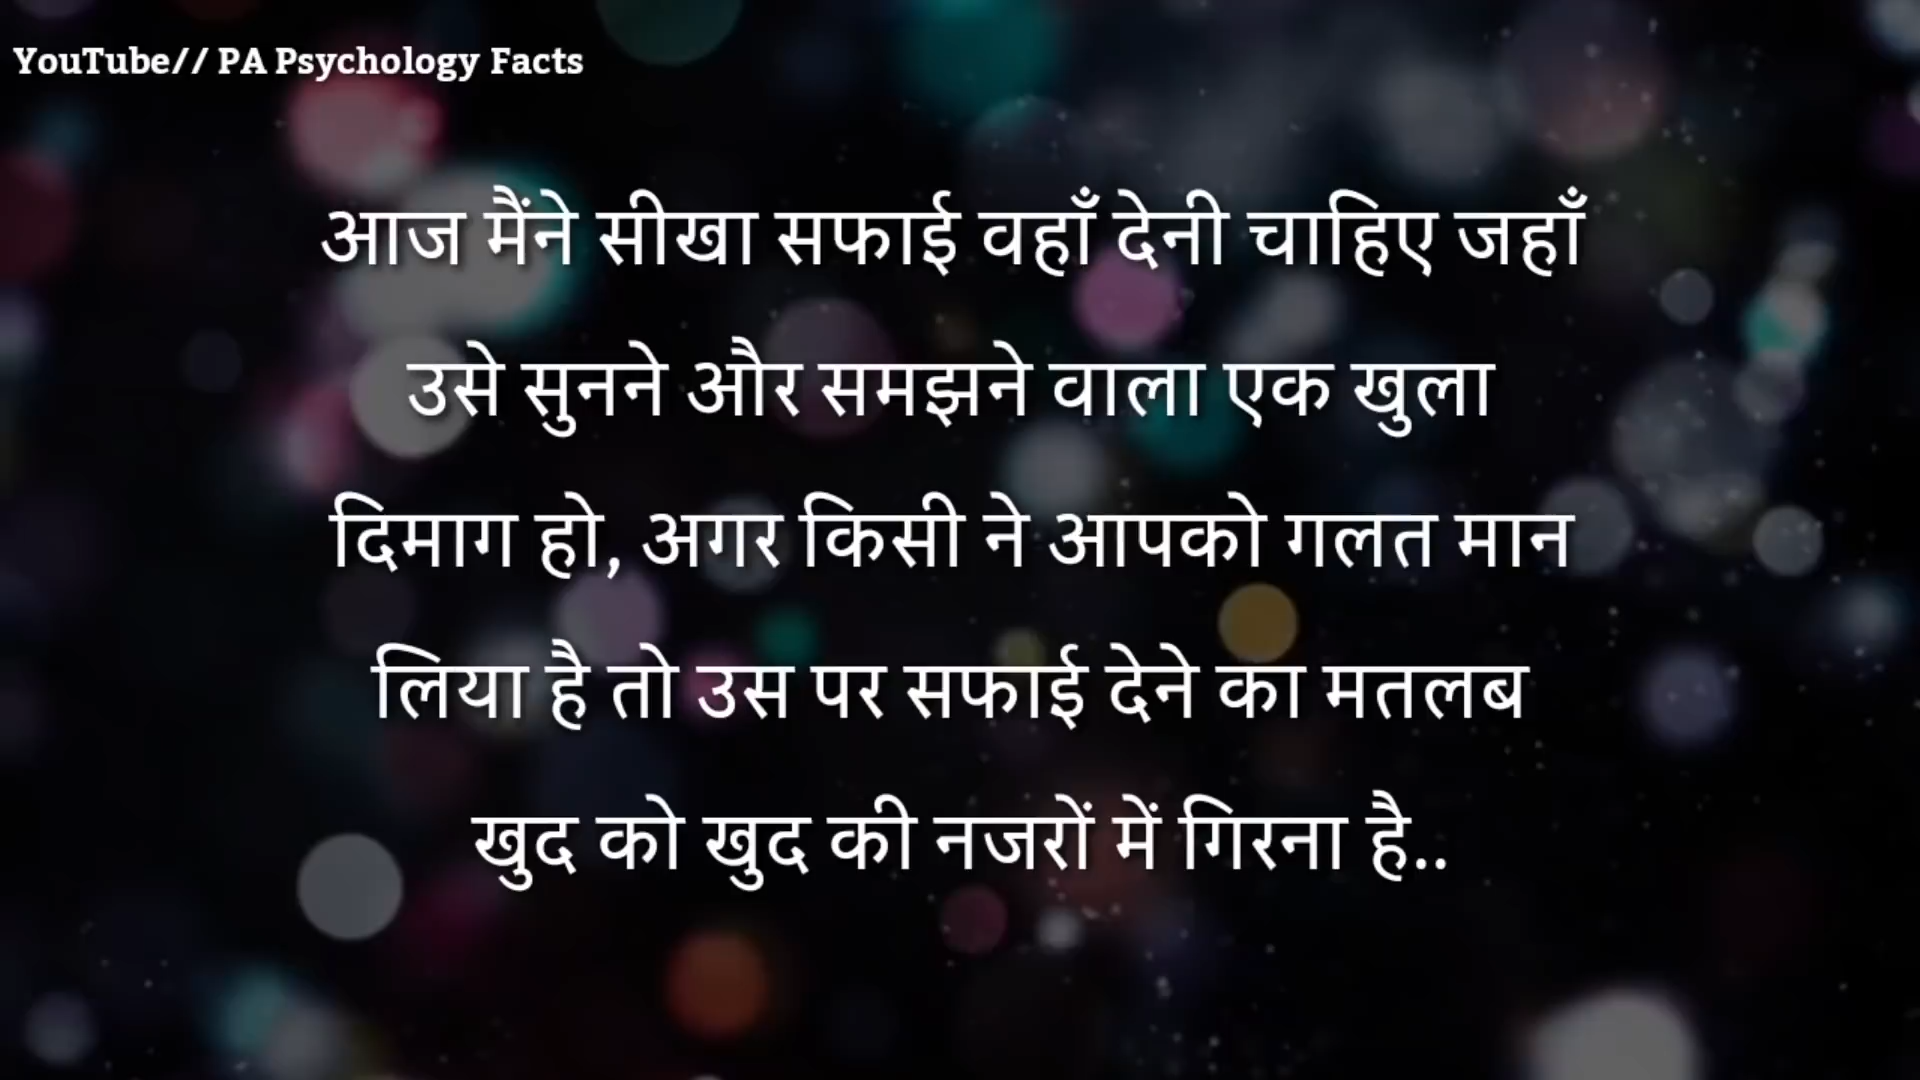 YouTube// PA Psychology Facts
आज मैंने सीखा सफाई वहाँ देनी चाहिए जहाँ
उसे सुनने और समझने वाला एक खुला
दिमाग हो, अगर किसी ने आपको गलत मान
लिया है तो उस पर सफाई देने का मतलब
खुद को खुद की नजरों में गिरना है..